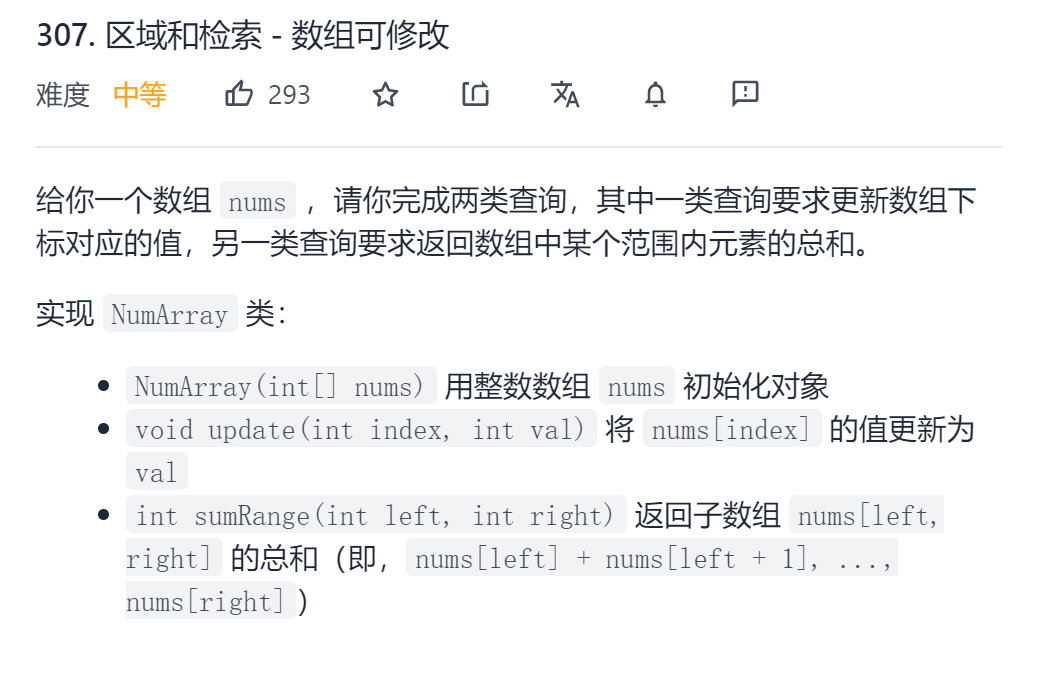 307. 区域和检索 - 数组可修改
难度 中等 293
给你一个数组 nums ，请你完成两类查询，其中一类查询要求更新数组下
标对应的值，另一类查询要求返回数组中某个范围内元素的总和。
实现 NumArray 类：
NumArray(int[] nums) 用整数数组 nums 初始化对象
void update(int index, int val) 将 nums[index] 的值更新为
val
int sumRange(int left, int right) 返回子数组 nums[left,
right] 的总和（即，nums[left] + nums[left + 1], ...,
nums[right]）